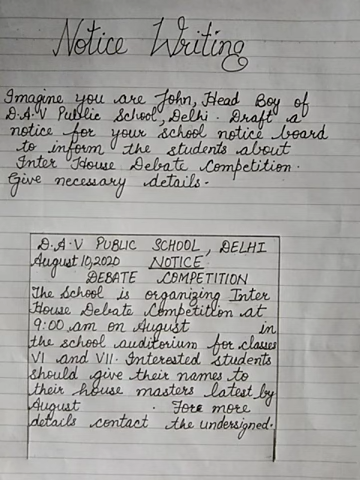 Notice Writing
Imagine you are John, Head Boy of
D.A.V Public School, Delhi. Draft a
notice for your school notice board
to inform the students about
Inter House Debate Competition.
Give necessary details.
D.A.V PUBLIC SCHOOL, DELHI
August 10, 2020 NOTICE
DEBATE COMPETITION
The School is organizing Inter
House Debate Competition at
9:00 am on August in
the school auditorium for classes
VI and VII. Interested students
should give their names to
their house masters latest by
August . Fore more
details contact the undersigned.